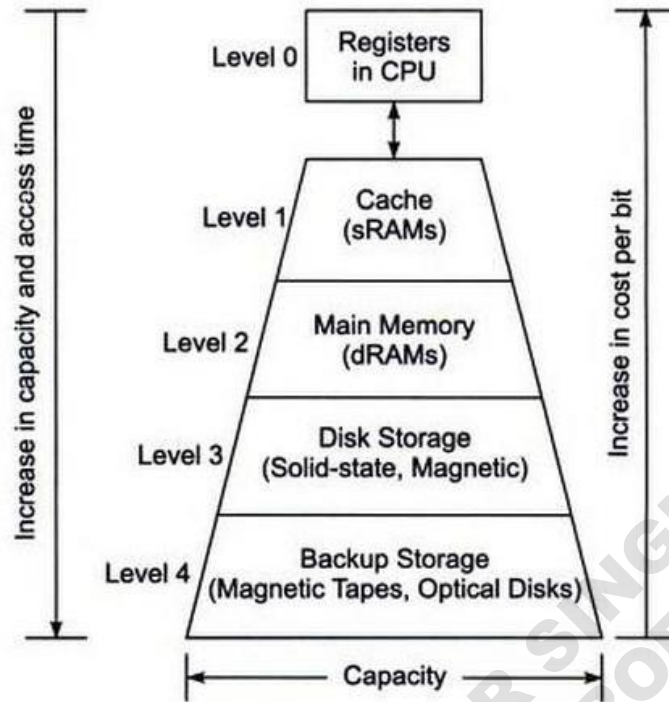 Level 0
Registers
in CPU
Increase in capacity and access time
Increase in cost per bit
Level 1
Cache
(sRAMs)
Level 2
Main Memory
(dRAMs)
Level 3
Disk Storage
(Solid-state, Magnetic)
Level 4
Backup Storage
(Magnetic Tapes, Optical Disks)
Capacity